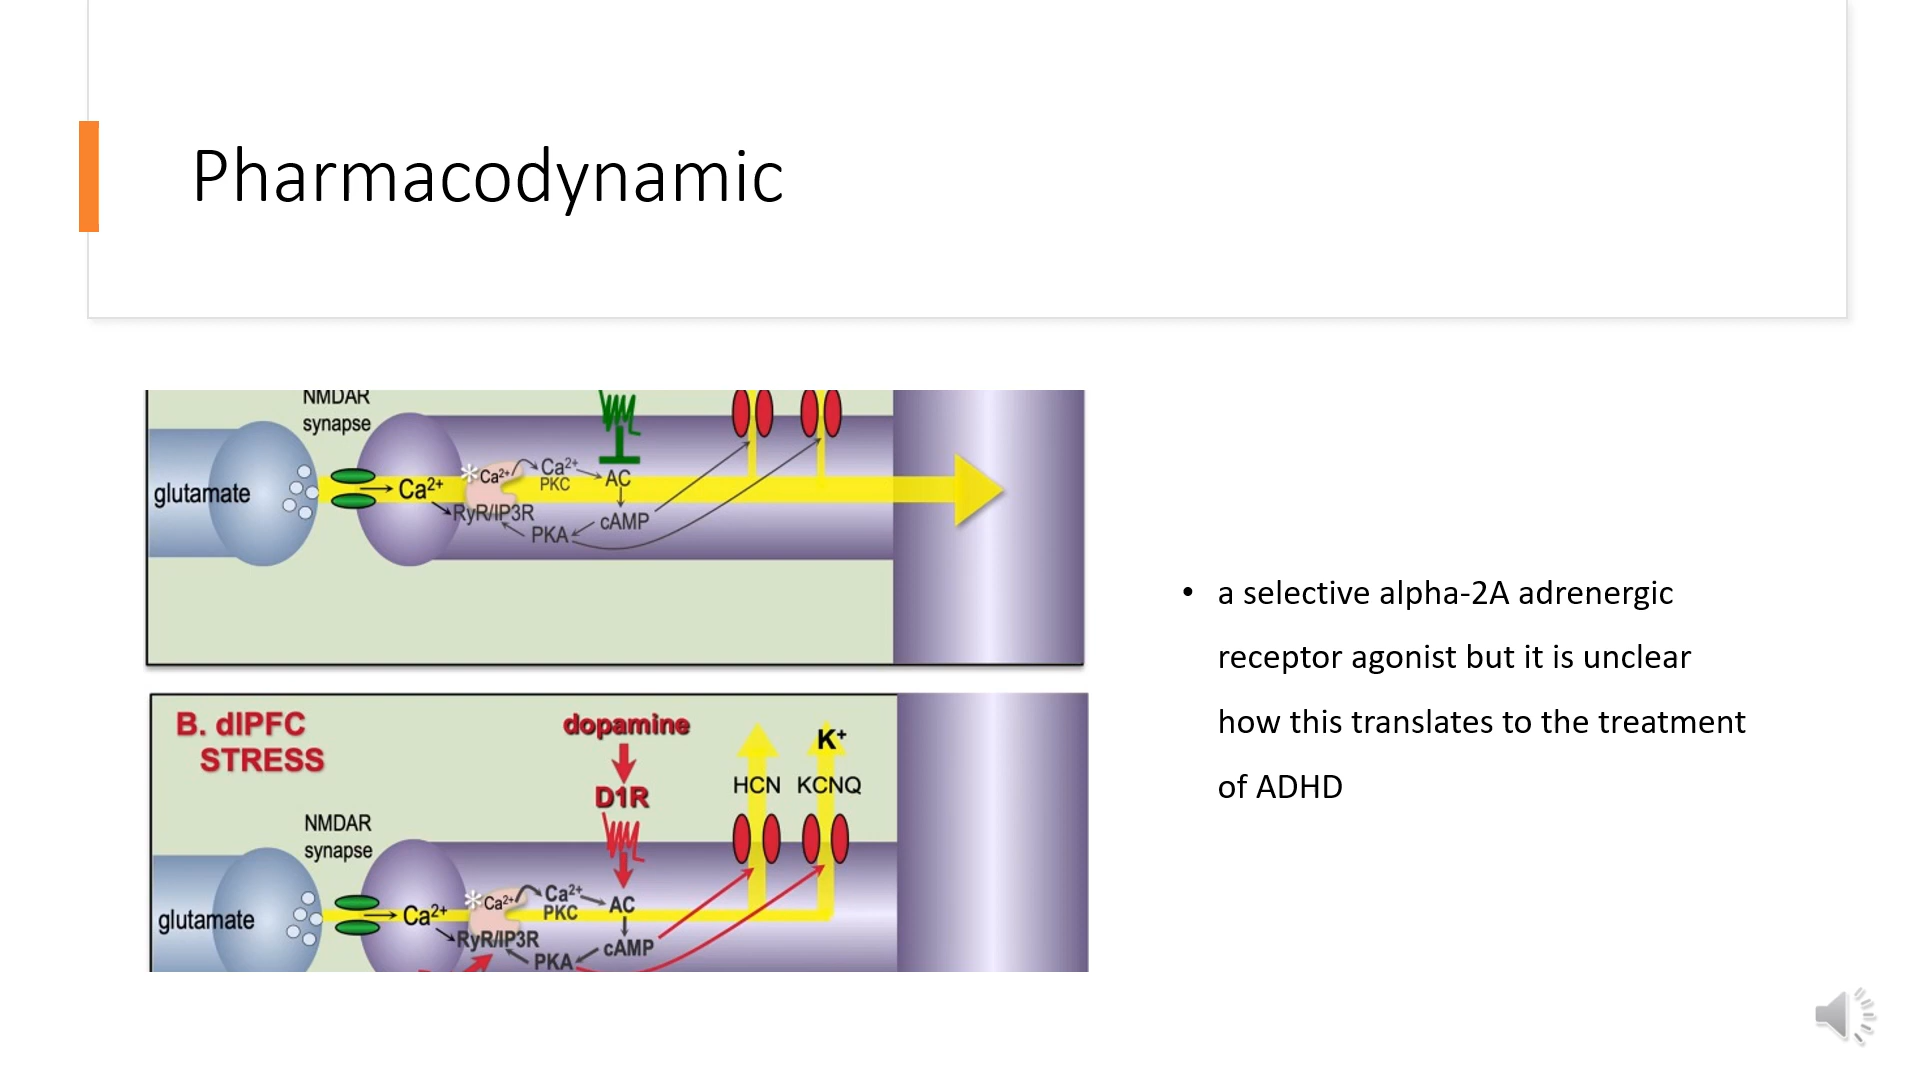 Pharmacodynamic
NMDAR
synapse
glutamate
Ca²⁺
Ca²⁺
Ca²⁺
PKC
AC
RyR/IP3R
cAMP
PKA
B. dlPFC
STRESS
dopamine
D1R
K⁺
HCN KCNQ
NMDAR
synapse
glutamate
Ca²⁺
Ca²⁺
Ca²⁺
PKC
AC
RyR/IP3R
cAMP
PKA
• a selective alpha-2A adrenergic
receptor agonist but it is unclear
how this translates to the treatment
of ADHD